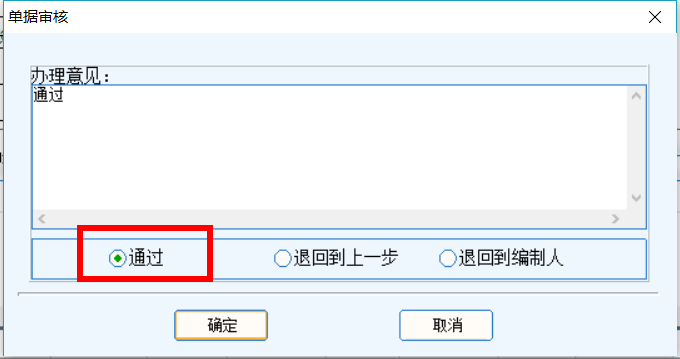 单据审核
办理意见：
通过
通过 退回到上一步 退回到编制人
确定 取消